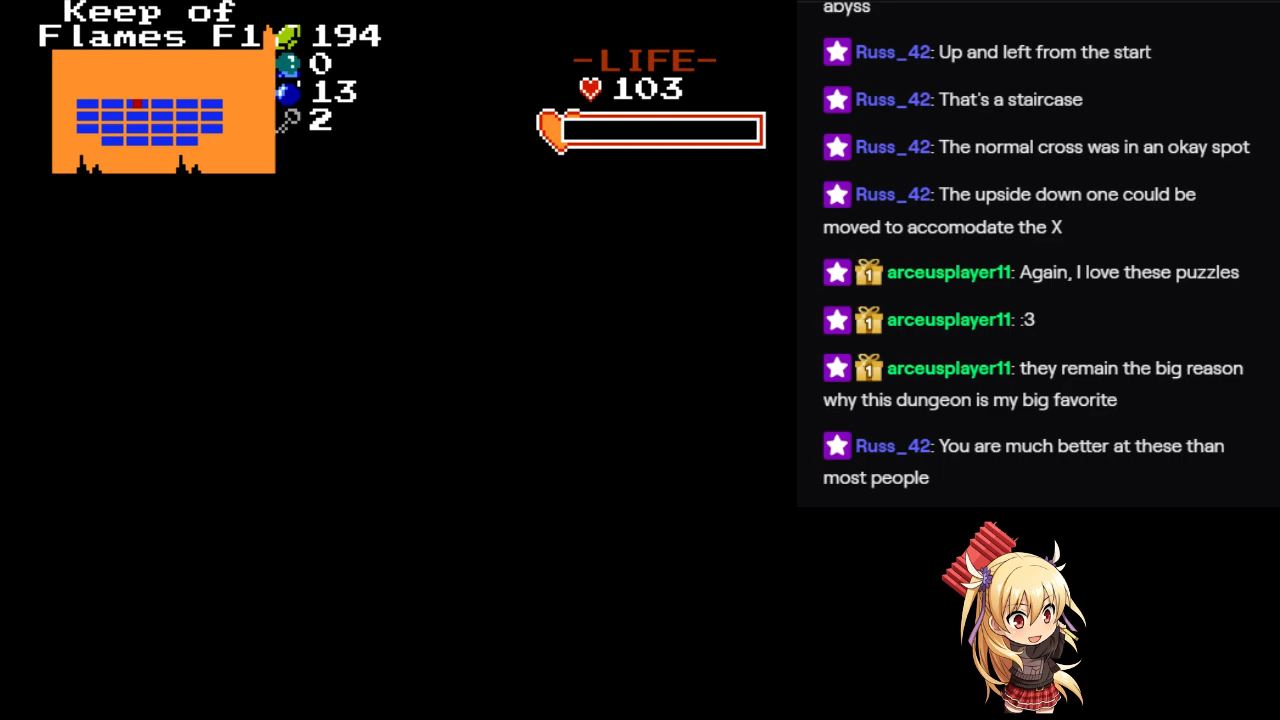 Keep of
Flames F1
194
0
13
2
-LIFE-
103
abyss
Russ_42: Up and left from the start
Russ_42: That's a staircase
Russ_42: The normal cross was in an okay spot
Russ_42: The upside down one could be
moved to accomodate the X
1 arceusplayer11: Again, I love these puzzles
1 arceusplayer11: :3
1 arceusplayer11: they remain the big reason
why this dungeon is my big favorite
Russ_42: You are much better at these than
most people